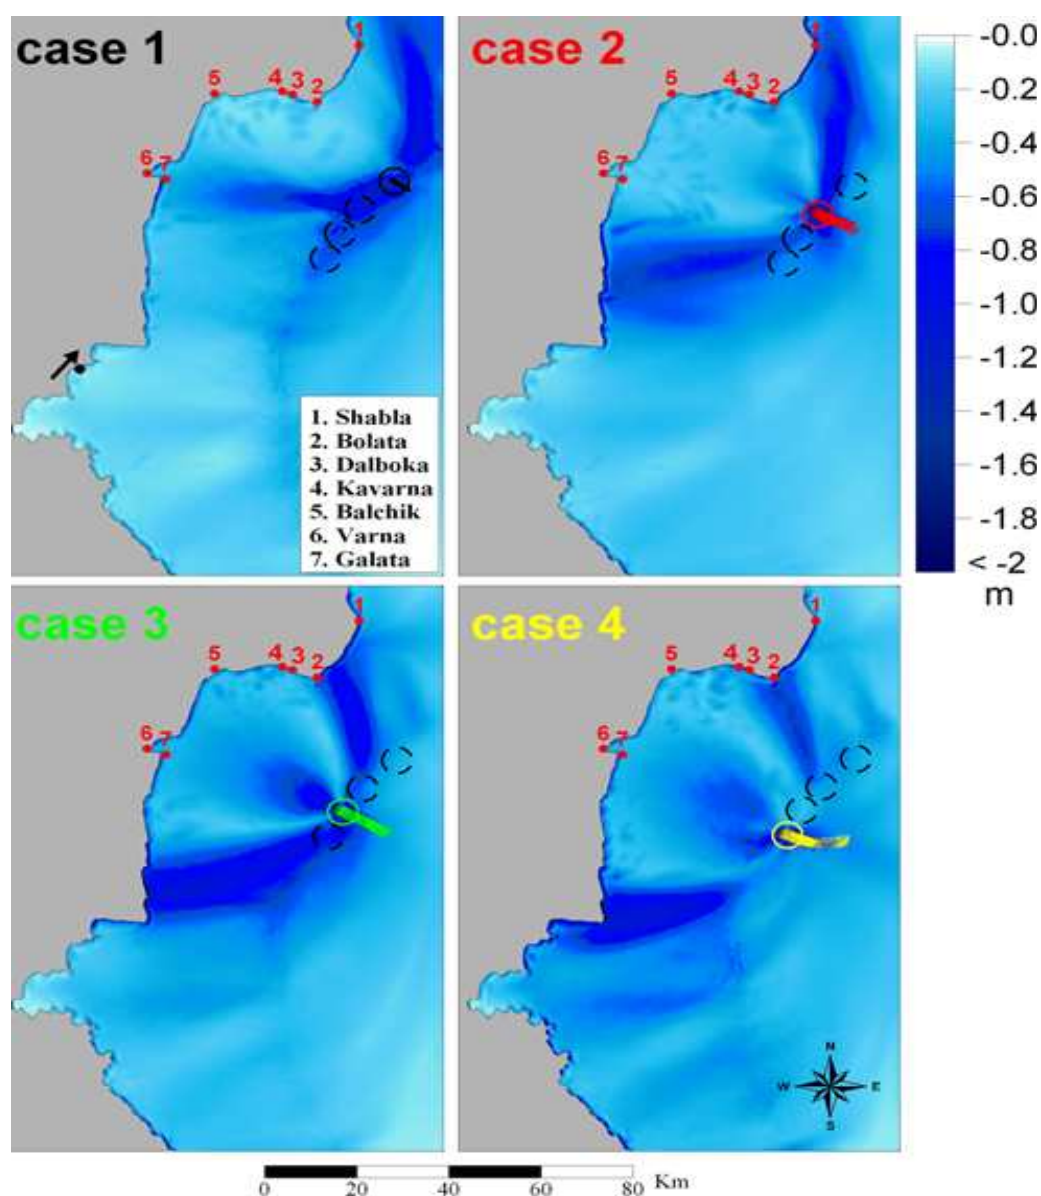 case 1
case 2
1
5
4
3
2
6
7
1
5
4
3
2
6
7
-0.0
-0.2
-0.4
-0.6
-0.8
-1.0
-1.2
-1.4
-1.6
-1.8
< -2
m
1. Shabla
2. Bolata
3. Dalboka
4. Kavarna
5. Balchik
6. Varna
7. Galata
case 3
case 4
1
5
4
3
2
6
7
1
5
4
3
2
6
7
N
W
E
S
0
20
40
60
80
Km